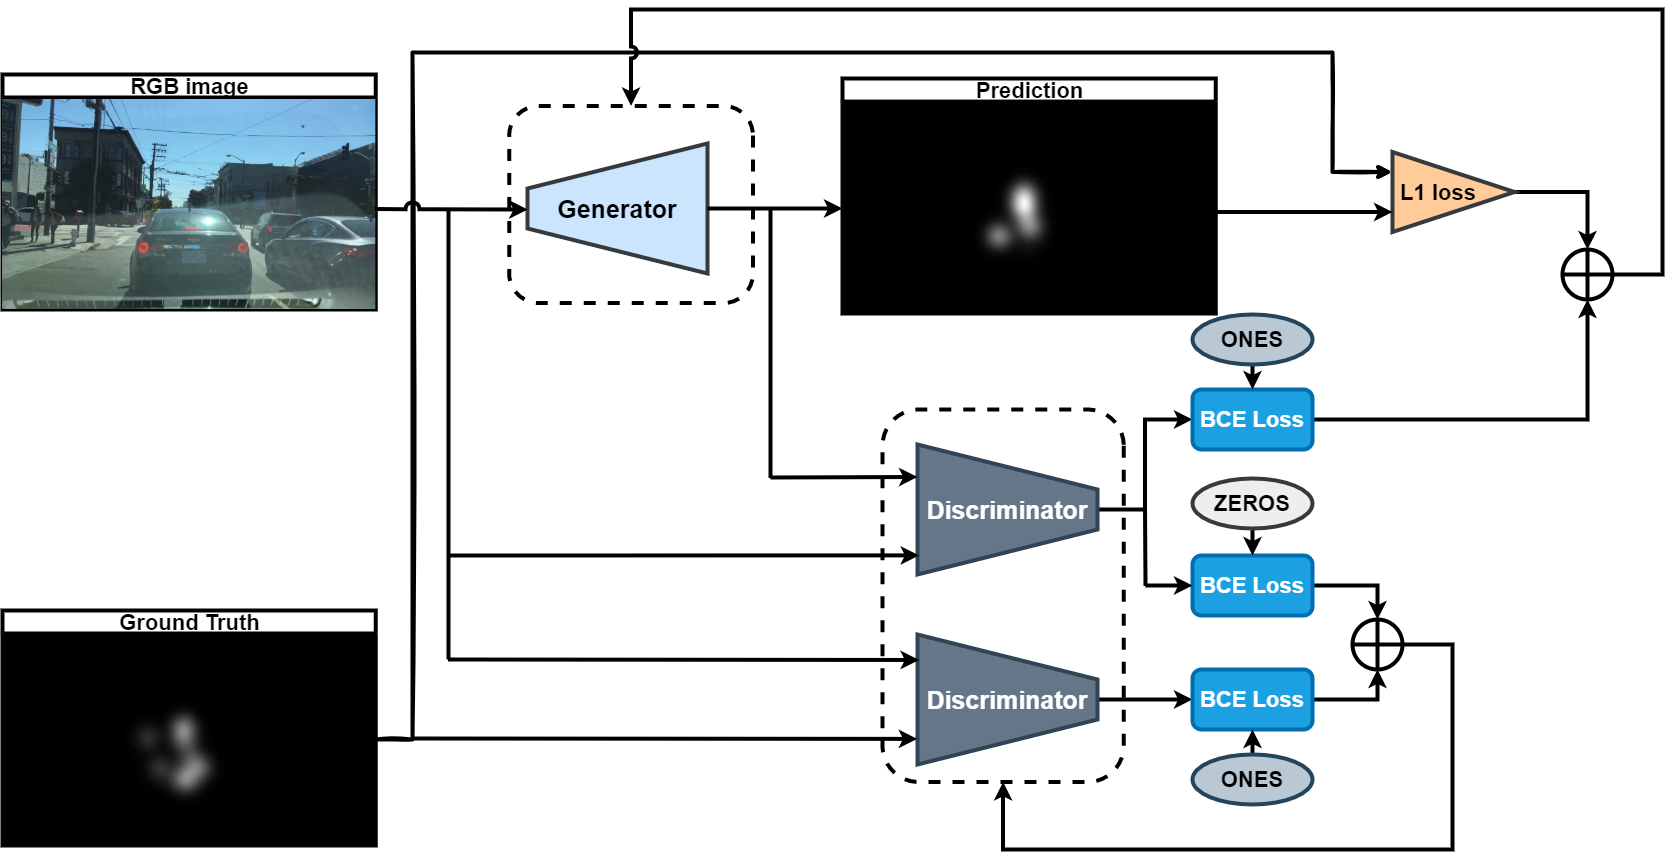 RGB image
Prediction
Generator
L1 loss
ONES
BCE Loss
ZEROS
Discriminator
BCE Loss
Ground Truth
Discriminator
BCE Loss
ONES